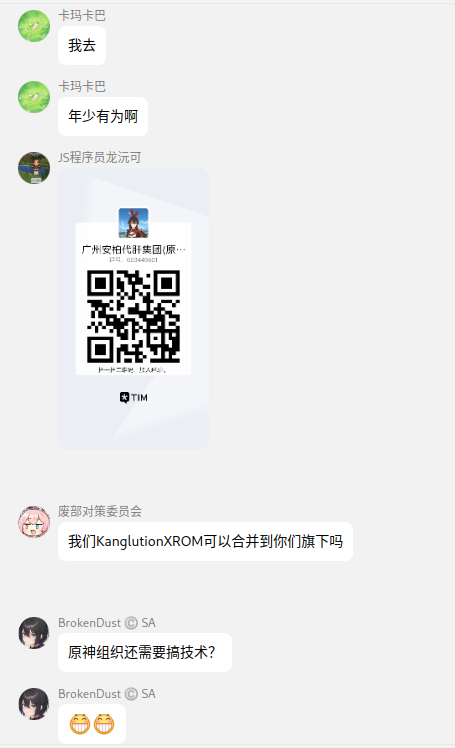 卡玛卡巴
我去
卡玛卡巴
年少有为啊
JS程序员龙沅可
广州安柏代肝集团(原…
扫一扫二维码，加入群聊。
TIM
废部对策委员会
我们KanglutionXROM可以合并到你们旗下吗
BrokenDust © SA
原神组织还需要搞技术？
BrokenDust © SA